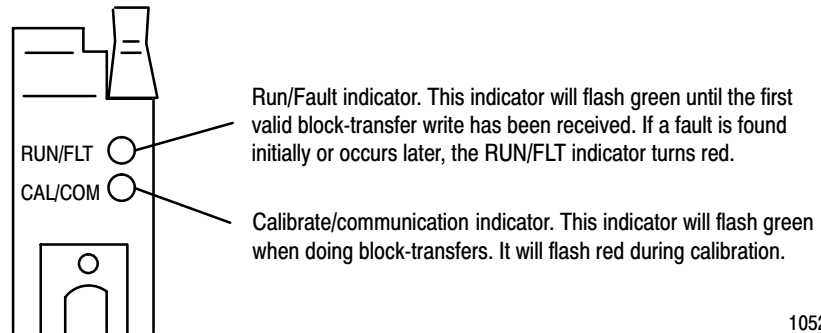 Run/Fault indicator. This indicator will flash green until the first
valid block-transfer write has been received. If a fault is found
initially or occurs later, the RUN/FLT indicator turns red.
RUN/FLT
CAL/COM
Calibrate/communication indicator. This indicator will flash green
when doing block-transfers. It will flash red during calibration.
1052